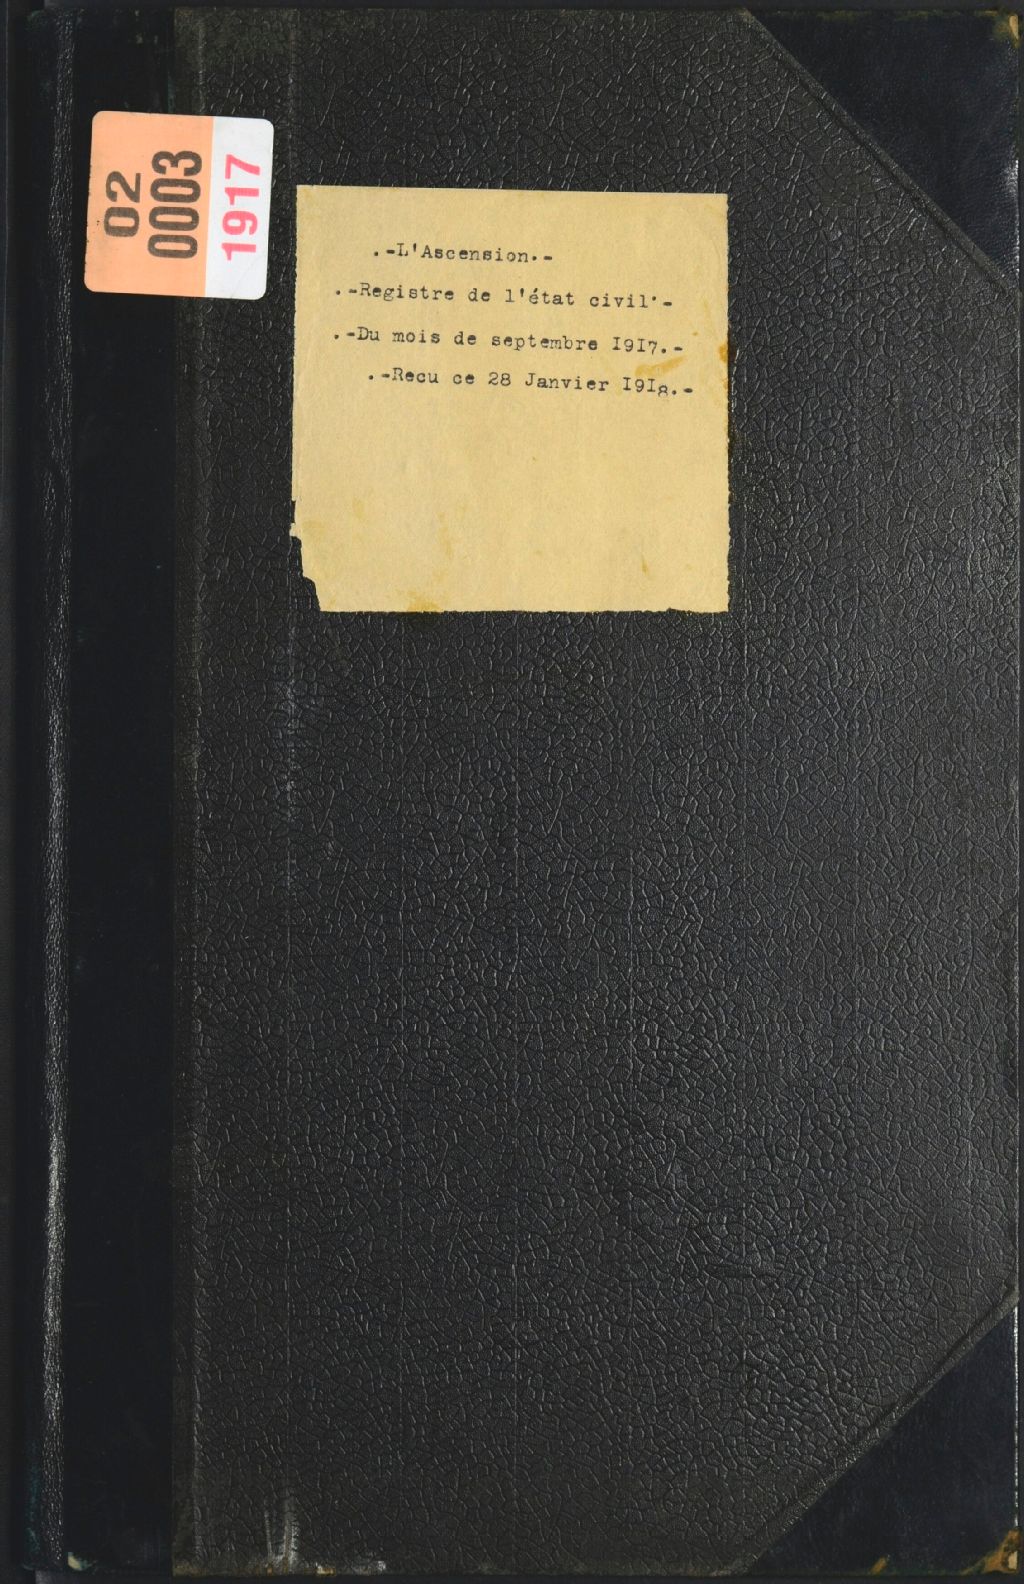 02
0003
1917
.-L'Ascension.-
.-Registre de l'état civil'-
.-Du mois de septembre I9I7.-
.-Recu ce 28 Janvier I9I8.-